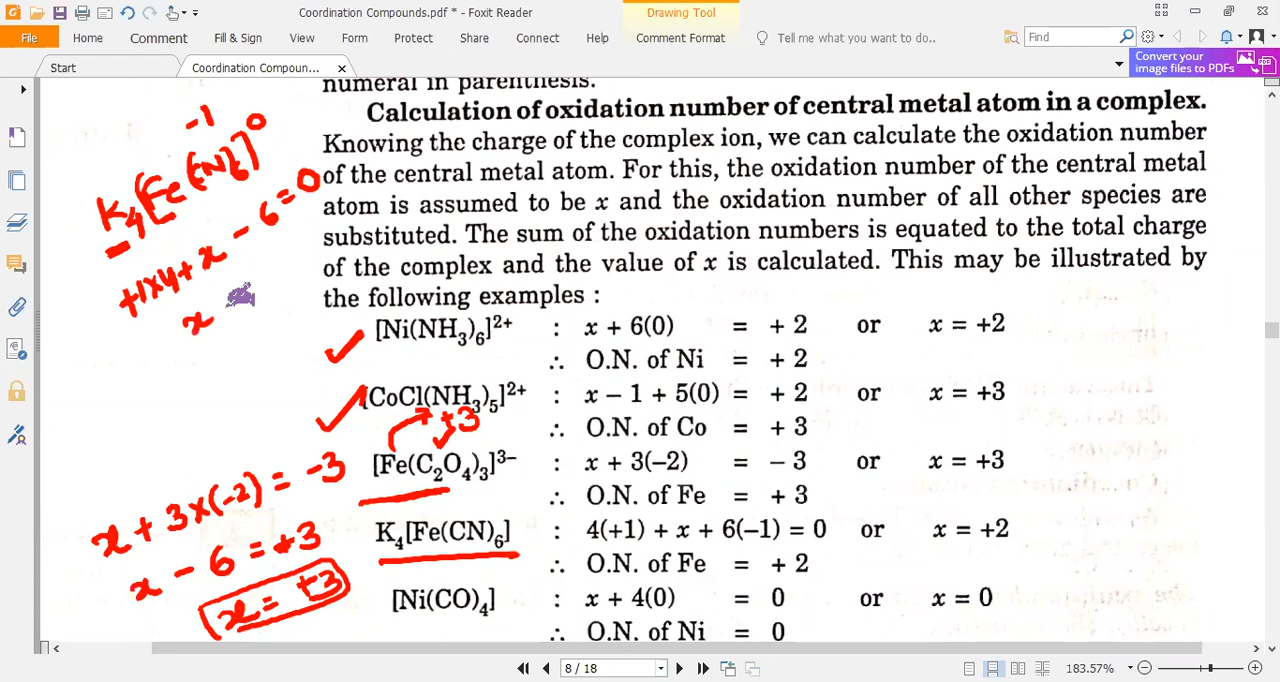 Coordination Compounds.pdf * - Foxit Reader
Drawing Tool
File Home Comment Fill & Sign View Form Protect Share Connect Help Comment Format Tell me what you want to do.. Find
Start Coordination Compoun...
Convert your image files to PDFs
numeral in parenthesis.
Calculation of oxidation number of central metal atom in a complex.
Knowing the charge of the complex ion, we can calculate the oxidation number
of the central metal atom. For this, the oxidation number of the central metal
atom is assumed to be x and the oxidation number of all other species are
substituted. The sum of the oxidation numbers is equated to the total charge
of the complex and the value of x is calculated. This may be illustrated by
the following examples :
-1
K₄[Fe(CN)₆]⁰
+1×4+x-6=0
x
[Ni(NH₃)₆]²⁺ : x + 6(0) = + 2 or x = +2
∴ O.N. of Ni = + 2
[CoCl(NH₃)₅]²⁺ : x – 1 + 5(0) = + 2 or x = +3
∴ O.N. of Co = + 3
+3
[Fe(C₂O₄)₃]³⁻ : x + 3(–2) = – 3 or x = +3
∴ O.N. of Fe = + 3
x + 3×(-2) = -3
x - 6 = +3
x = +3
K₄[Fe(CN)₆] : 4(+1) + x + 6(–1) = 0 or x = +2
∴ O.N. of Fe = + 2
[Ni(CO)₄] : x + 4(0) = 0 or x = 0
∴ O.N. of Ni = 0
8 / 18
183.57%